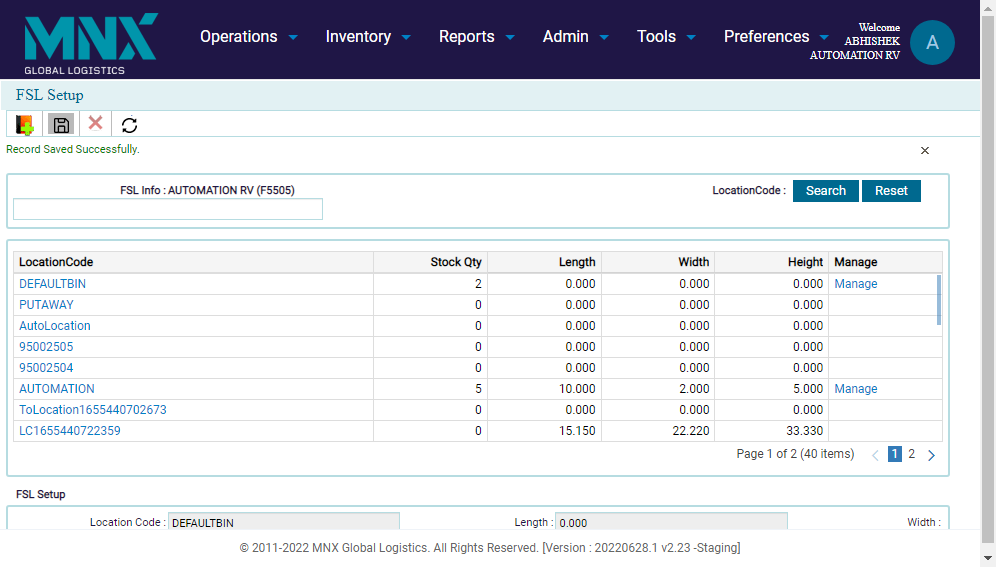 MNX
GLOBAL LOGISTICS
Operations Inventory Reports Admin Tools Preferences
Welcome
ABHISHEK
AUTOMATION RV
A
FSL Setup
Record Saved Successfully.
FSL Info : AUTOMATION RV (F5505) LocationCode : Search Reset
LocationCode Stock Qty Length Width Height Manage
DEFAULTBIN 2 0.000 0.000 0.000 Manage
PUTAWAY 0 0.000 0.000 0.000
AutoLocation 0 0.000 0.000 0.000
95002505 0 0.000 0.000 0.000
95002504 0 0.000 0.000 0.000
AUTOMATION 5 10.000 2.000 5.000 Manage
ToLocation1655440702673 0 0.000 0.000 0.000
LC1655440722359 0 15.150 22.220 33.330
Page 1 of 2 (40 items) 1 2
FSL Setup
Location Code : DEFAULTBIN Length : 0.000 Width :
© 2011-2022 MNX Global Logistics. All Rights Reserved. [Version : 20220628.1 v2.23 -Staging]